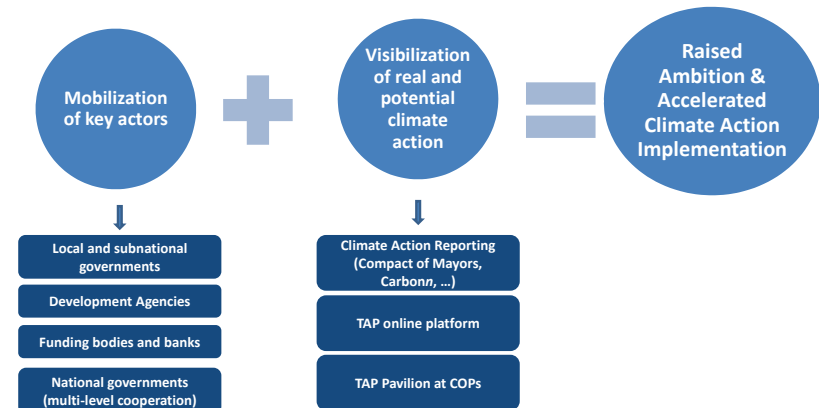 Mobilization
of key actors
Visibilization
of real and
potential
climate
action
Raised
Ambition &
Accelerated
Climate Action
Implementation
Local and subnational
governments
Development Agencies
Funding bodies and banks
National governments
(multi-level cooperation)
Climate Action Reporting
(Compact of Mayors,
Carbonn, …)
TAP online platform
TAP Pavilion at COPs